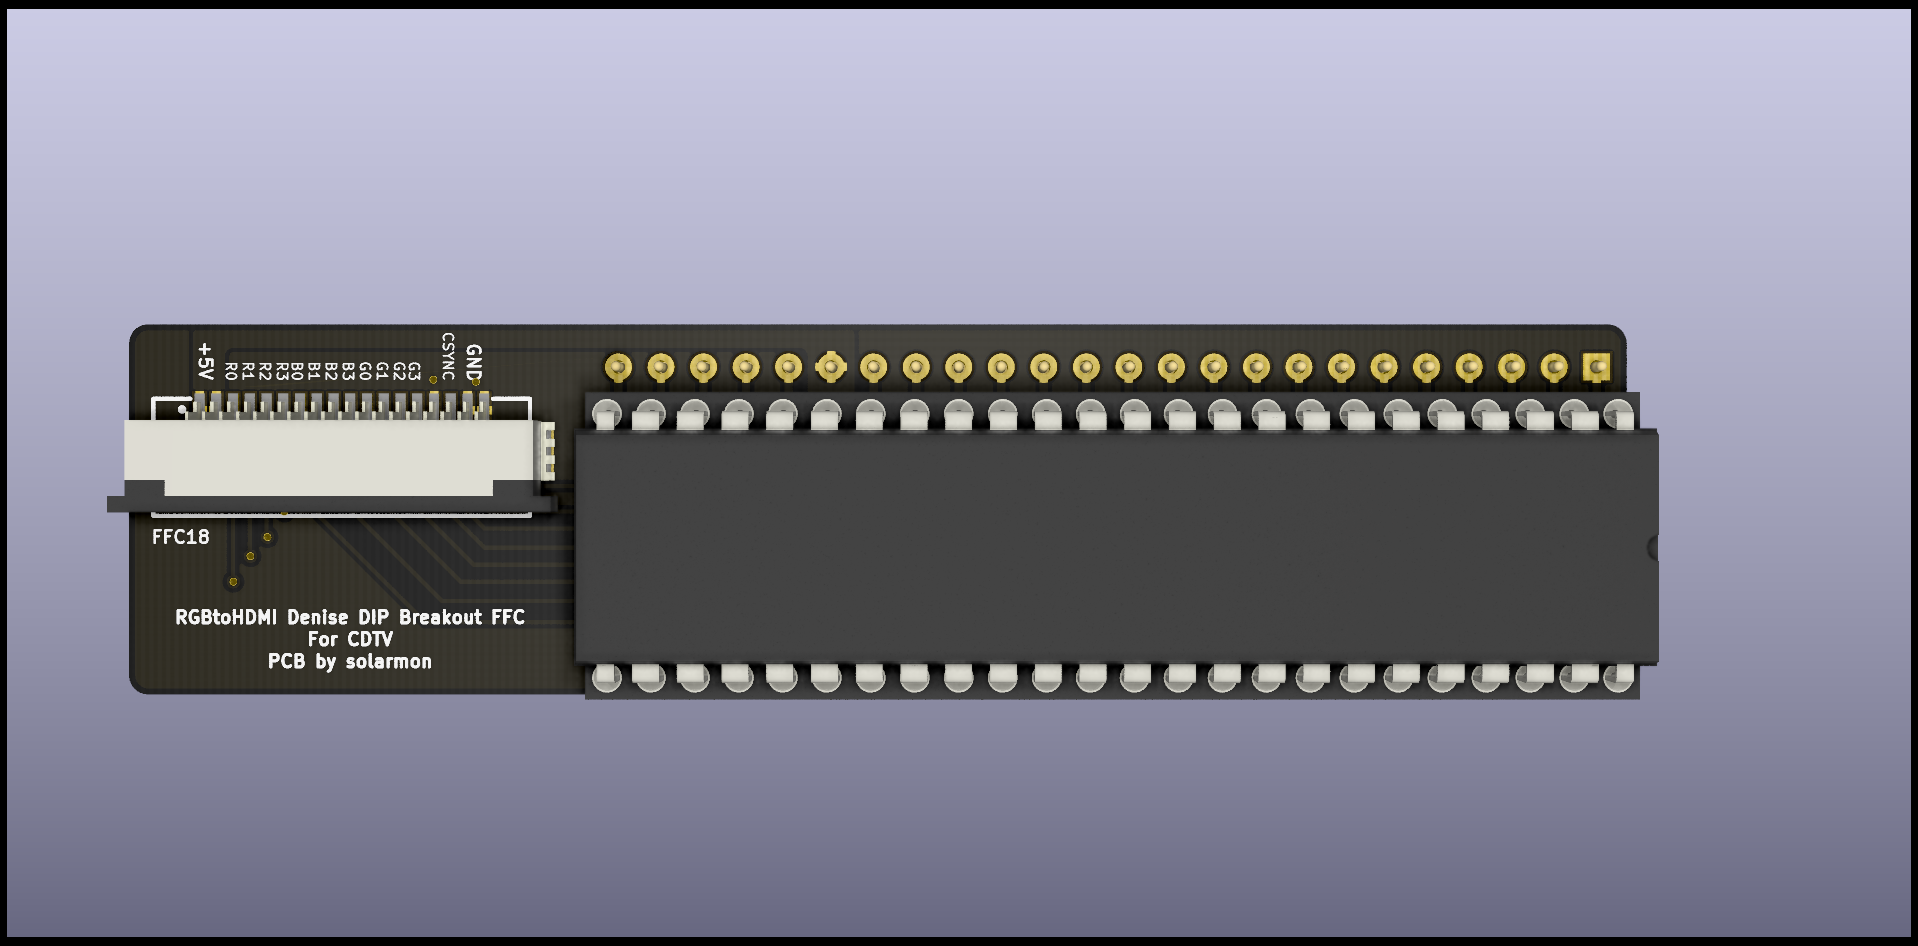 +5V
R0
R1
R2
R3
B0
B1
B2
B3
G0
G1
G2
G3
CSYNC
GND
FFC18
RGBtoHDMI Denise DIP Breakout FFC
For CDTV
PCB by solarmon